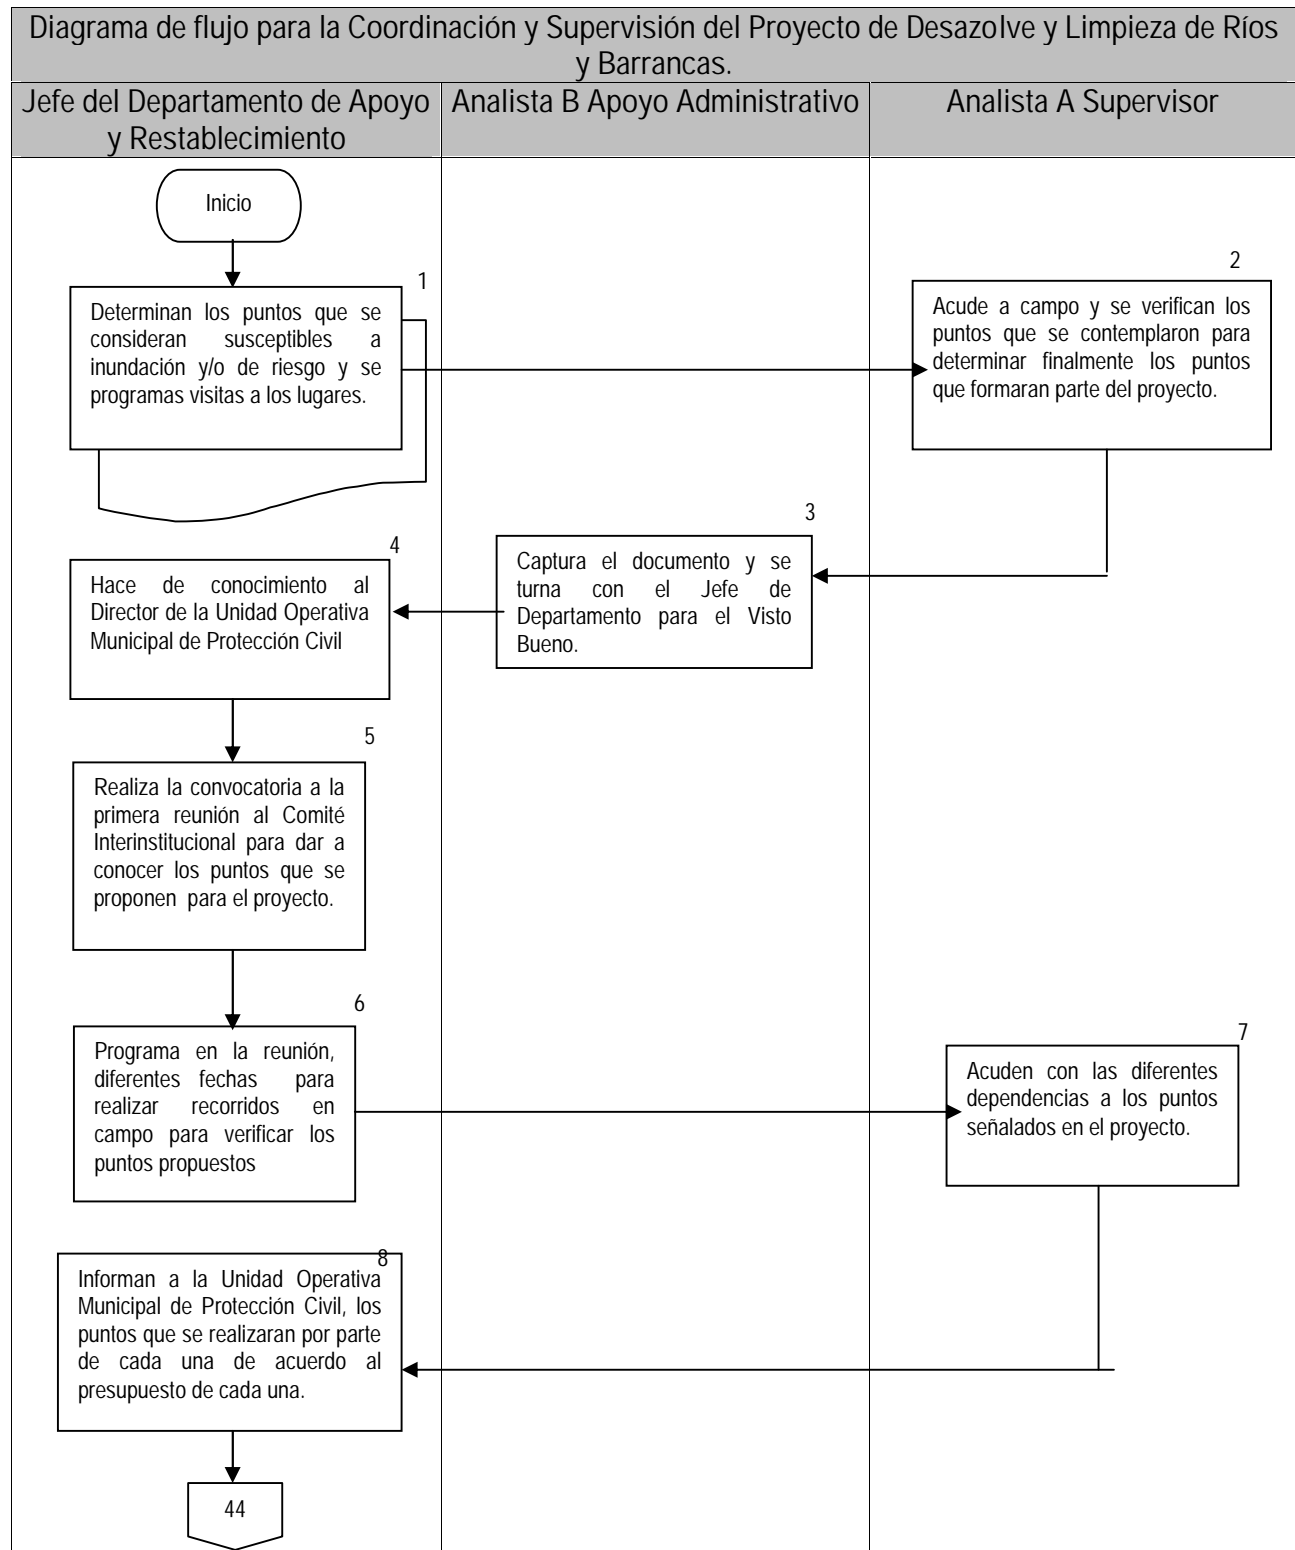 Diagrama de flujo para la Coordinación y Supervisión del Proyecto de Desazolve y Limpieza de Ríos
y Barrancas.
Jefe del Departamento de Apoyo
y Restablecimiento
Analista B Apoyo Administrativo
Analista A Supervisor
Inicio
1
Determinan los puntos que se
consideran susceptibles a
inundación y/o de riesgo y se
programas visitas a los lugares.
2
Acude a campo y se verifican los
puntos que se contemplaron para
determinar finalmente los puntos
que formaran parte del proyecto.
3
Captura el documento y se
turna con el Jefe de
Departamento para el Visto
Bueno.
4
Hace de conocimiento al
Director de la Unidad Operativa
Municipal de Protección Civil
5
Realiza la convocatoria a la
primera reunión al Comité
Interinstitucional para dar a
conocer los puntos que se
proponen para el proyecto.
6
Programa en la reunión,
diferentes fechas para
realizar recorridos en
campo para verificar los
puntos propuestos
7
Acuden con las diferentes
dependencias a los puntos
señalados en el proyecto.
8
Informan a la Unidad Operativa
Municipal de Protección Civil, los
puntos que se realizaran por parte
de cada una de acuerdo al
presupuesto de cada una.
44